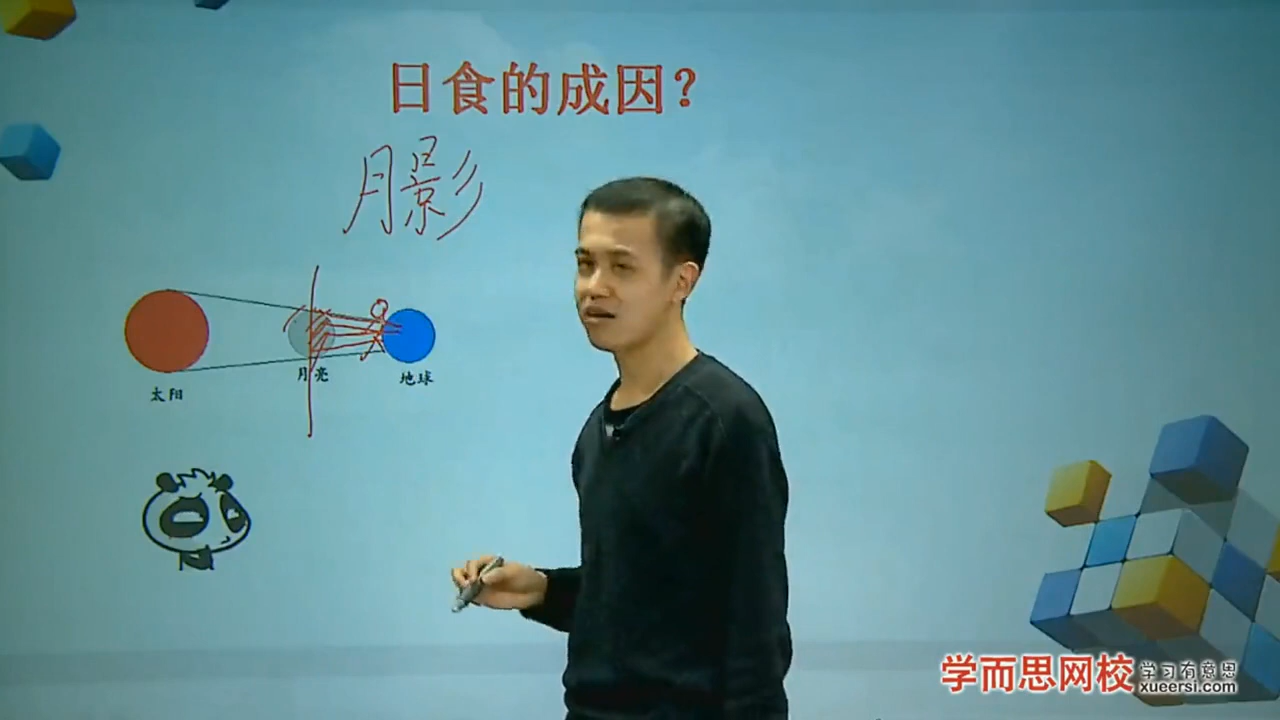 日食的成因?
月影
太阳
月亮
地球
学而思网校
学习有意思
xueersi.com